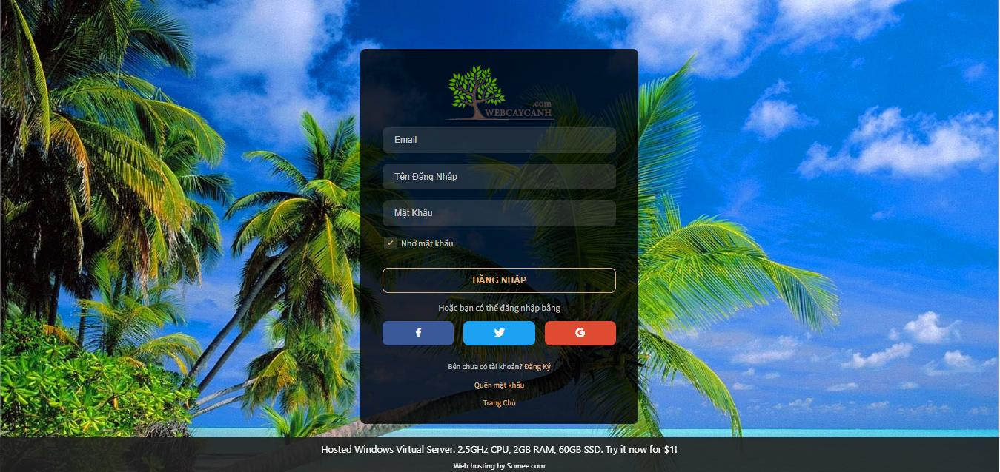 .com
WEBCAYCANH
Email
Tên Đăng Nhập
Mật Khẩu
Nhớ mật khẩu
ĐĂNG NHẬP
Hoặc bạn có thể đăng nhập bằng
f
G
Bên chưa có tài khoản? Đăng Ký
Quên mật khẩu
Trang Chủ
Hosted Windows Virtual Server. 2.5GHz CPU, 2GB RAM, 60GB SSD. Try it now for $1!
Web hosting by Somee.com